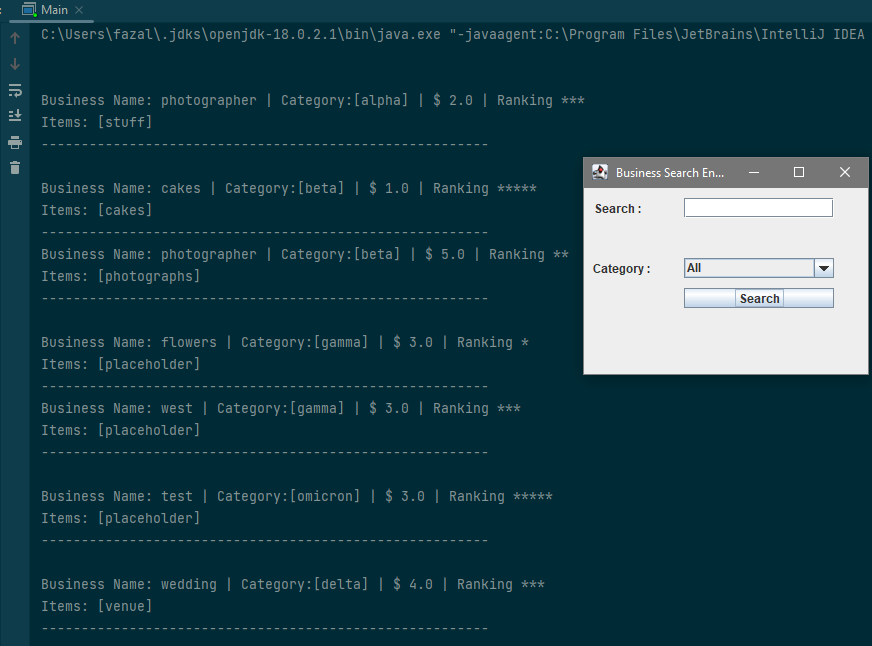 Main
C:\Users\fazal\.jdks\openjdk-18.0.2.1\bin\java.exe "-javaagent:C:\Program Files\JetBrains\IntelliJ IDEA
Business Name: photographer | Category:[alpha] | $ 2.0 | Ranking ***
Items: [stuff]
--------------------------------------------------------
Business Name: cakes | Category:[beta] | $ 1.0 | Ranking *****
Items: [cakes]
--------------------------------------------------------
Business Name: photographer | Category:[beta] | $ 5.0 | Ranking **
Items: [photographs]
--------------------------------------------------------
Business Name: flowers | Category:[gamma] | $ 3.0 | Ranking *
Items: [placeholder]
--------------------------------------------------------
Business Name: west | Category:[gamma] | $ 3.0 | Ranking ***
Items: [placeholder]
--------------------------------------------------------
Business Name: test | Category:[omicron] | $ 3.0 | Ranking *****
Items: [placeholder]
--------------------------------------------------------
Business Name: wedding | Category:[delta] | $ 4.0 | Ranking ***
Items: [venue]
--------------------------------------------------------
Business Search En...
Search :
Category :
All
Search